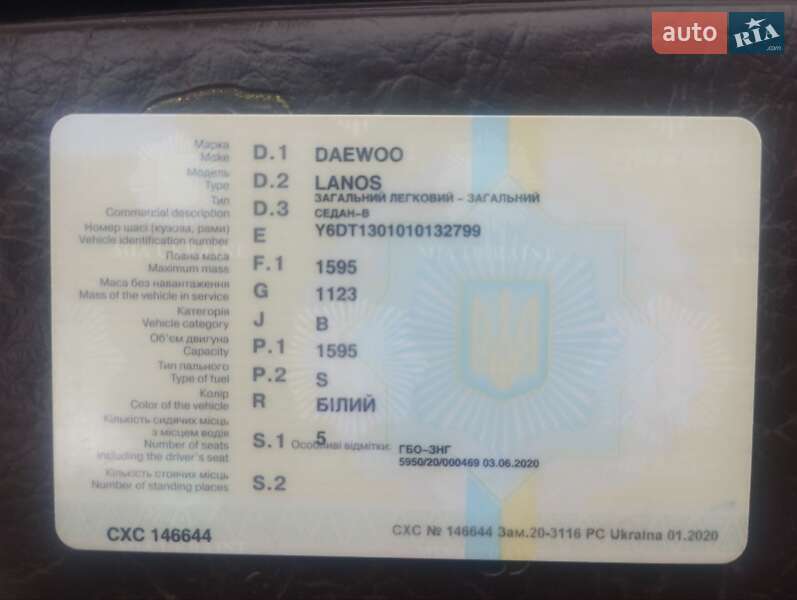 auto RIA.com
Марка
Make D.1 DAEWOO
Модель
Type D.2 LANOS
Тип
Commercial description D.3 ЗАГАЛЬНИЙ ЛЕГКОВИЙ - ЗАГАЛЬНИЙ
СЕДАН-В
Номер шасі (кузова, рами)
Vehicle identification number E Y6DT1301010132799
Повна маса
Maximum mass F.1 1595
Маса без навантаження
Mass of the vehicle in service G 1123
Категорія
Vehicle category J B
Об'єм двигуна
Capacity P.1 1595
Тип пального
Type of fuel P.2 S
Колір
Color of the vehicle R БІЛИЙ
Кількість сидячих місць
з місцем водія
Number of seats S.1 5
including the driver's seat
Особливі відмітки: ГБО-ЗНГ
5950/20/000469 03.06.2020
Кількість стоячих місць
Number of standing places S.2
СХС 146644
СХС № 146644 Зам.20-3116 РС Ukraina 01.2020